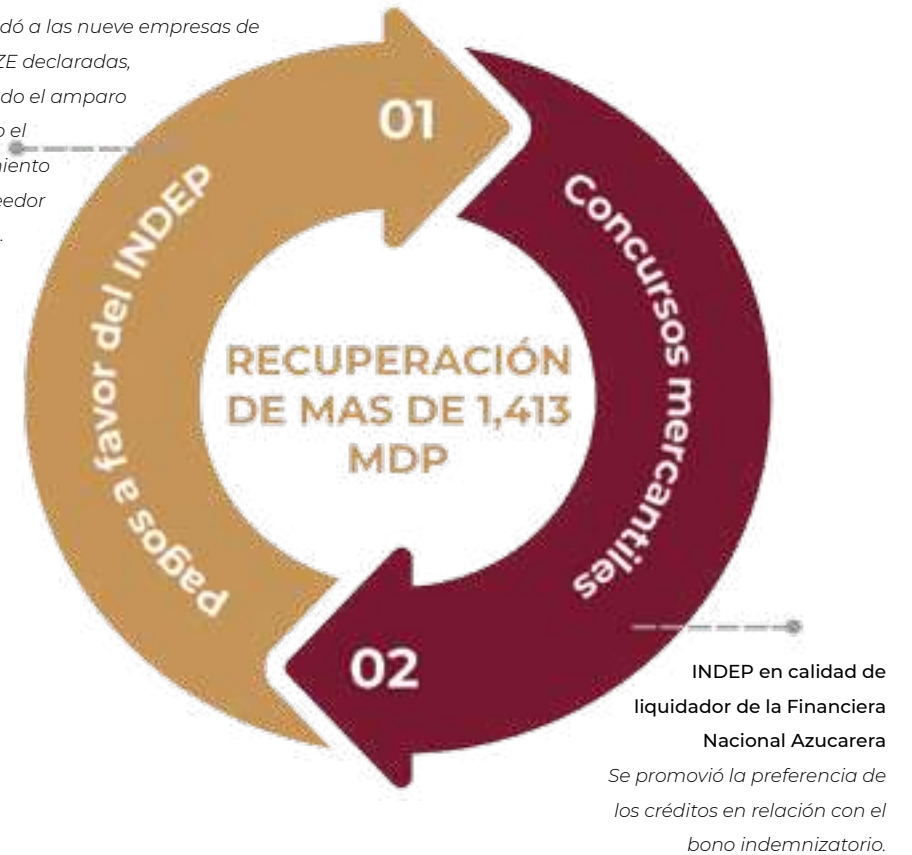 dó a las nueve empresas de
ZE declaradas,
do el amparo
o el
niento
eedor
.
01
Pagos a favor del INDEP
Concursos mercantiles
RECUPERACIÓN
DE MAS DE 1,413
MDP
02
INDEP en calidad de
liquidador de la Financiera
Nacional Azucarera
Se promovió la preferencia de
los créditos en relación con el
bono indemnizatorio.